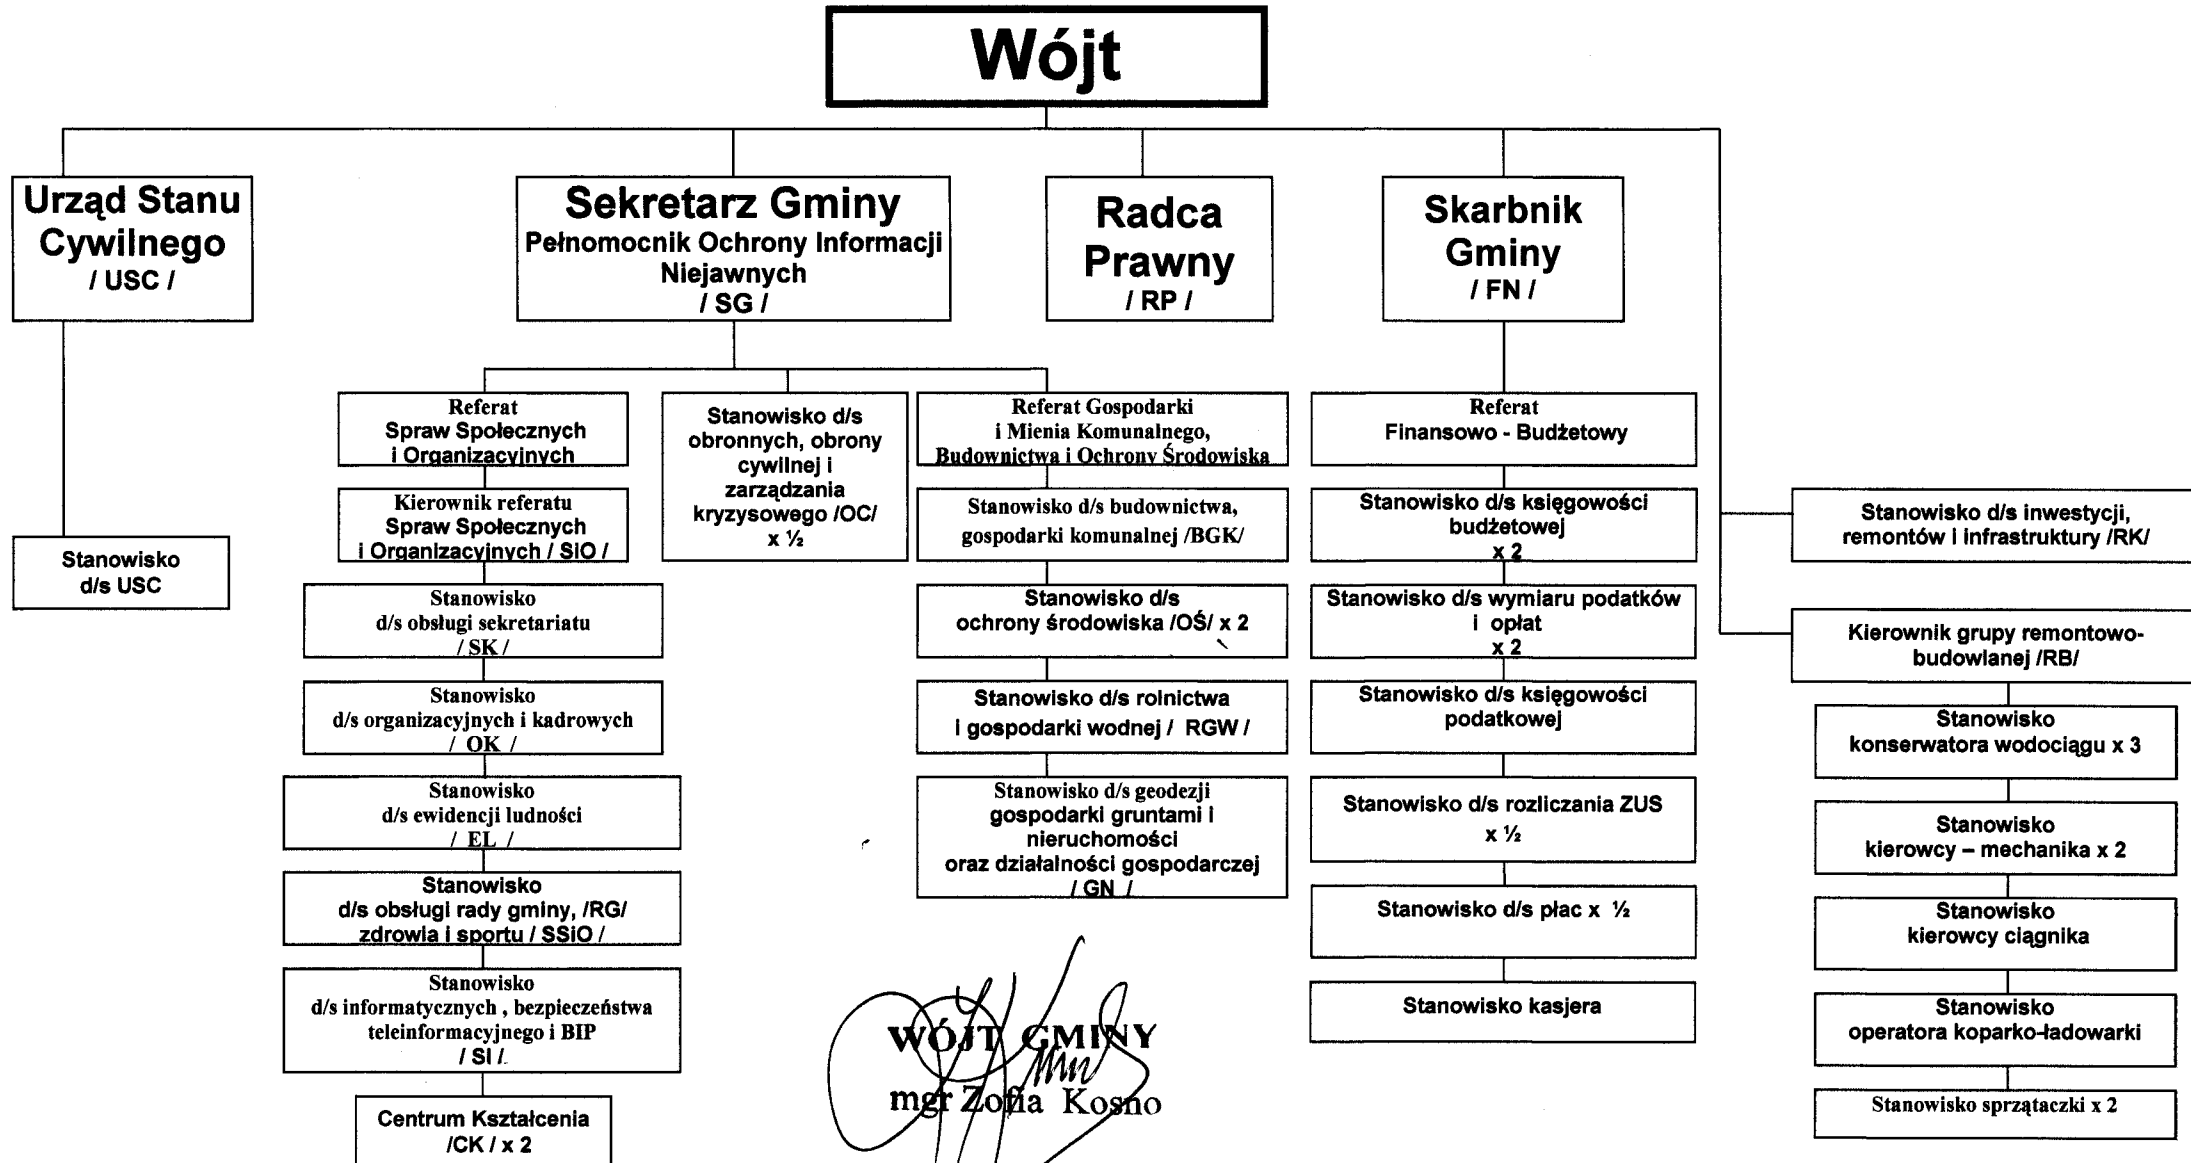 Wójt
Urząd Stanu
Cywilnego
/ USC /
Sekretarz Gminy
Pełnomocnik Ochrony Informacji
Niejawnych
/ SG /
Radca
Prawny
/ RP /
Skarbnik
Gminy
/ FN /
Stanowisko
d/s USC
Referat
Spraw Społecznych
i Organizacyjnych
Kierownik referatu
Spraw Społecznych
i Organizacyjnych / SiO /
Stanowisko
d/s obsługi sekretariatu
/ SK /
Stanowisko
d/s organizacyjnych i kadrowych
/ OK /
Stanowisko
d/s ewidencji ludności
/ EL /
Stanowisko
d/s obsługi rady gminy, /RG/
zdrowia i sportu / SSiO /
Stanowisko
d/s informatycznych , bezpieczeństwa
teleinformacyjnego i BIP
/ SI /
Centrum Kształcenia
/CK / x 2
Stanowisko d/s
obronnych, obrony
cywilnej i
zarządzania
kryzysowego /OC/
x ½
Referat Gospodarki
i Mienia Komunalnego,
Budownictwa i Ochrony Środowiska
Stanowisko d/s budownictwa,
gospodarki komunalnej /BGK/
Stanowisko d/s
ochrony środowiska /OŚ/ x 2
Stanowisko d/s rolnictwa
i gospodarki wodnej / RGW /
Stanowisko d/s geodezji
gospodarki gruntami i
nieruchomości
oraz działalności gospodarczej
/ GN /
Referat
Finansowo - Budżetowy
Stanowisko d/s księgowości
budżetowej
x 2
Stanowisko d/s wymiaru podatków
i opłat
x 2
Stanowisko d/s księgowości
podatkowej
Stanowisko d/s rozliczania ZUS
x ½
Stanowisko d/s płac x ½
Stanowisko kasjera
Stanowisko d/s inwestycji,
remontów i infrastruktury /RK/
Kierownik grupy remontowo-
budowlanej /RB/
Stanowisko
konserwatora wodociągu x 3
Stanowisko
kierowcy – mechanika x 2
Stanowisko
kierowcy ciągnika
Stanowisko
operatora koparko-ładowarki
Stanowisko sprzątaczki x 2
WÓJT GMINY
mgr Zofia Kosno